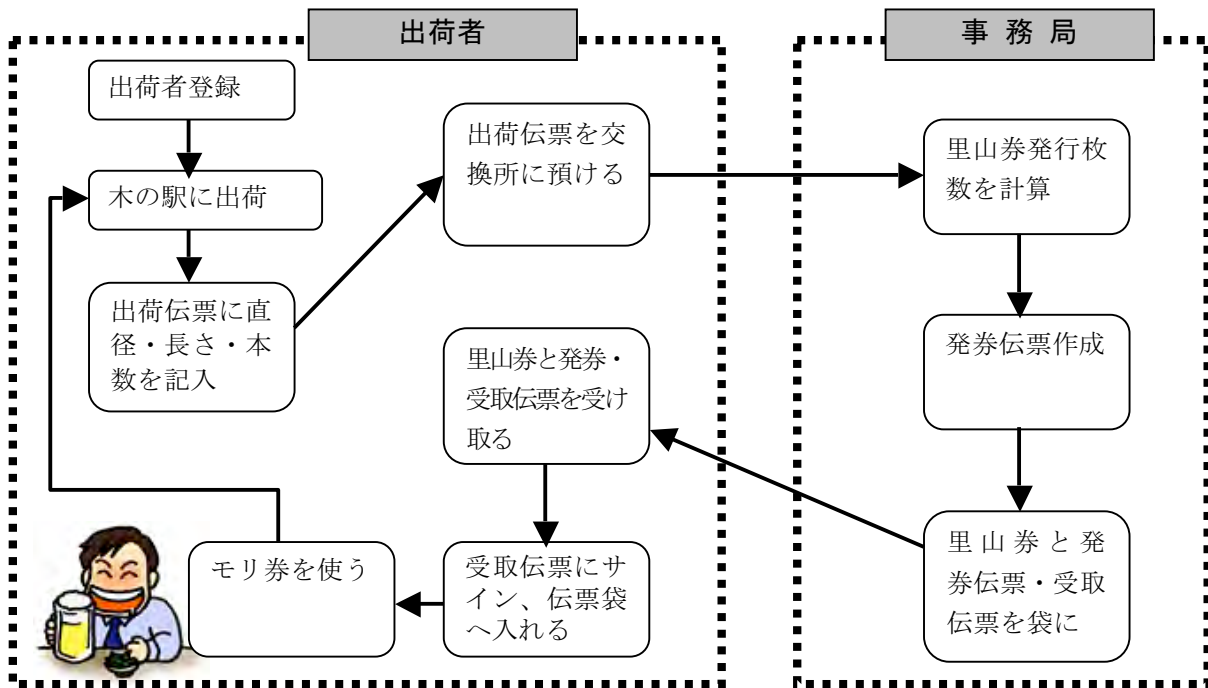 出荷者
事 務 局
出荷者登録
木の駅に出荷
出荷伝票に直
径・長さ・本
数を記入
出荷伝票を交
換所に預ける
里山券発行枚
数を計算
発券伝票作成
里 山 券 と 発
券伝票・受取
伝票を袋に
里山券と発券・
受取伝票を受け
取る
受取伝票にサ
イン、伝票袋
へ入れる
モリ券を使う